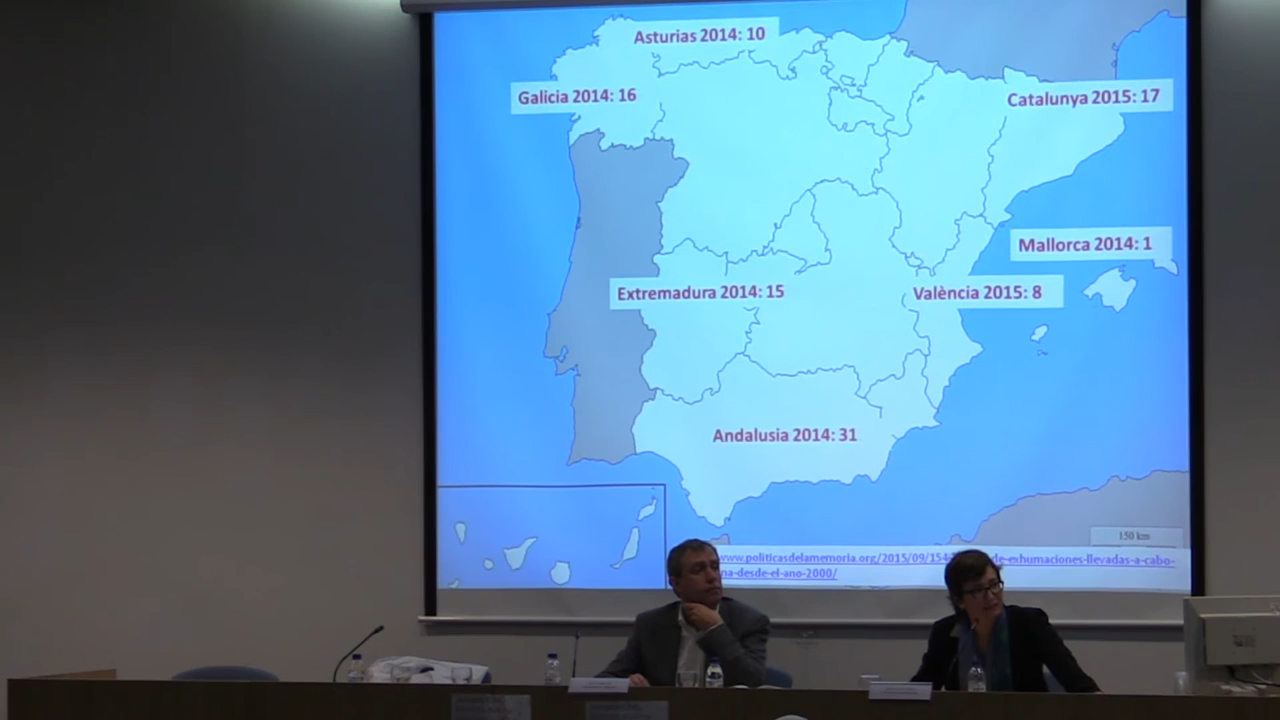 Asturias 2014: 10
Galicia 2014: 16
Catalunya 2015: 17
Mallorca 2014: 1
Extremadura 2014: 15
València 2015: 8
Andalusia 2014: 31
150 km
www.politicasdelamemoria.org/2015/09/154 de-exhumaciones-llevadas-a-cabo-
na-desde-el-ano-2000/